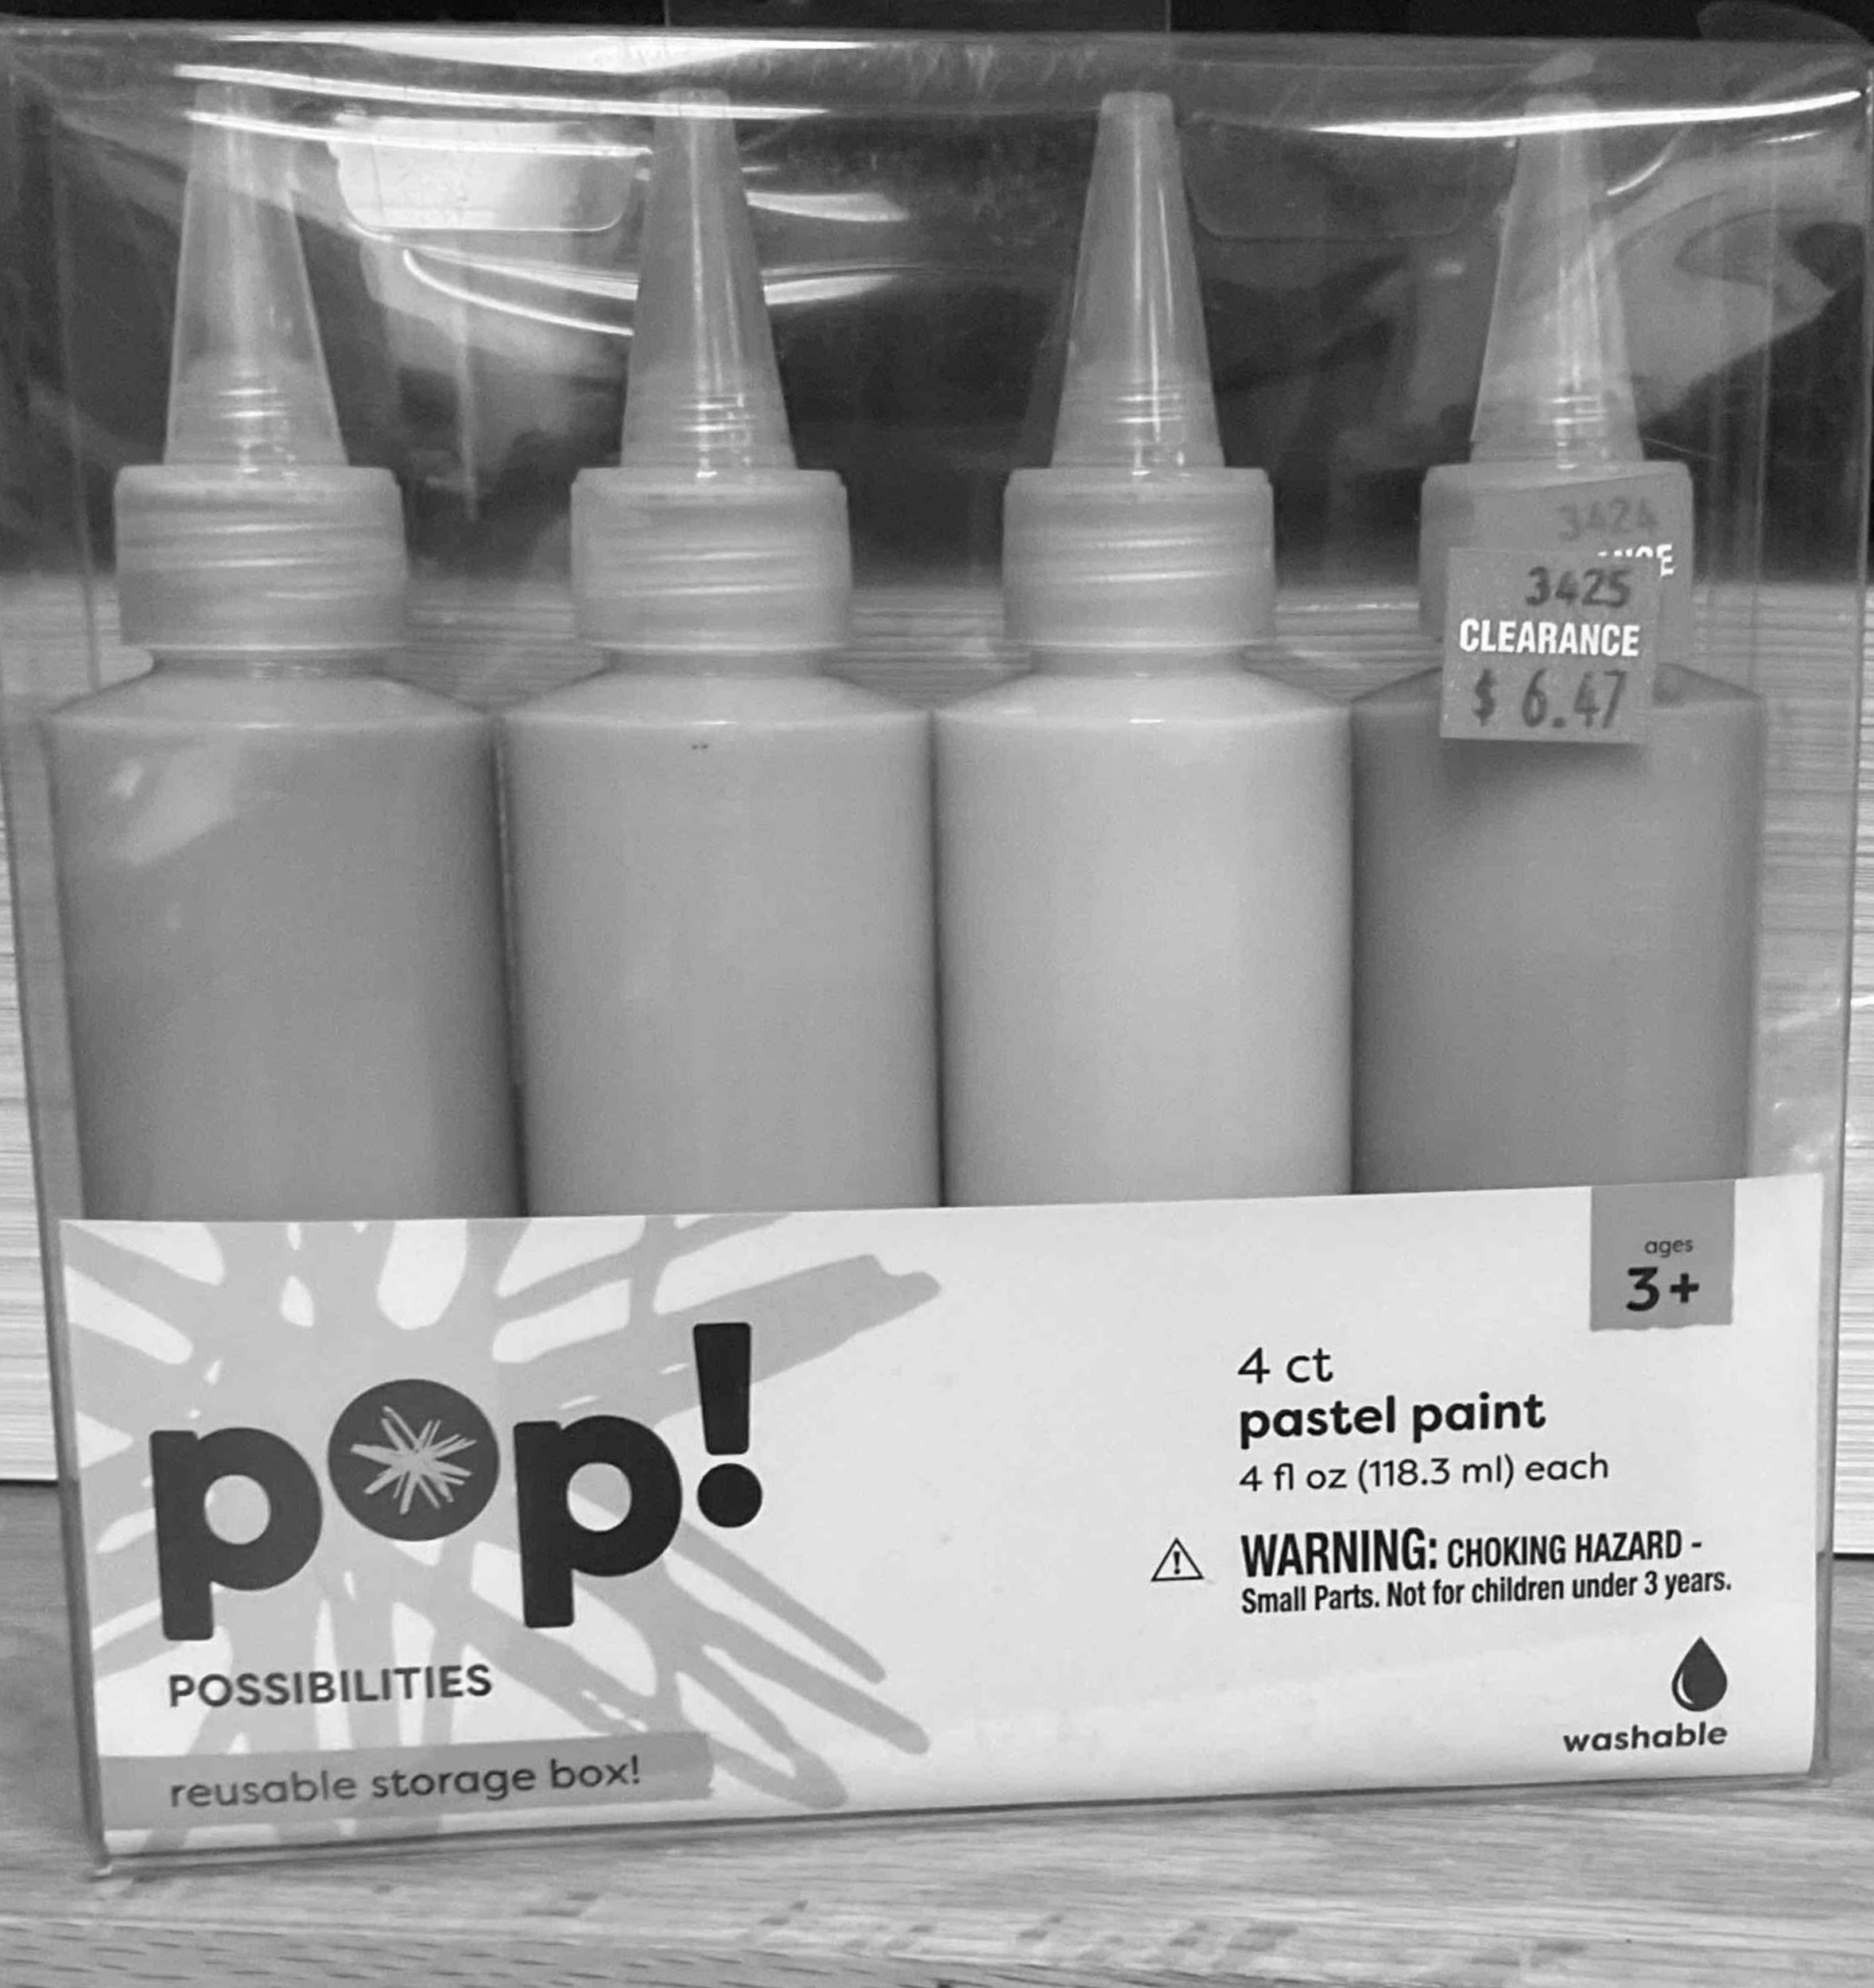 3424
3425
CLEARANCE
$ 6.47
ages
3+
pop!
POSSIBILITIES
reusable storage box!
4 ct
pastel paint
4 fl oz (118.3 ml) each
WARNING: CHOKING HAZARD -
Small Parts. Not for children under 3 years.
washable